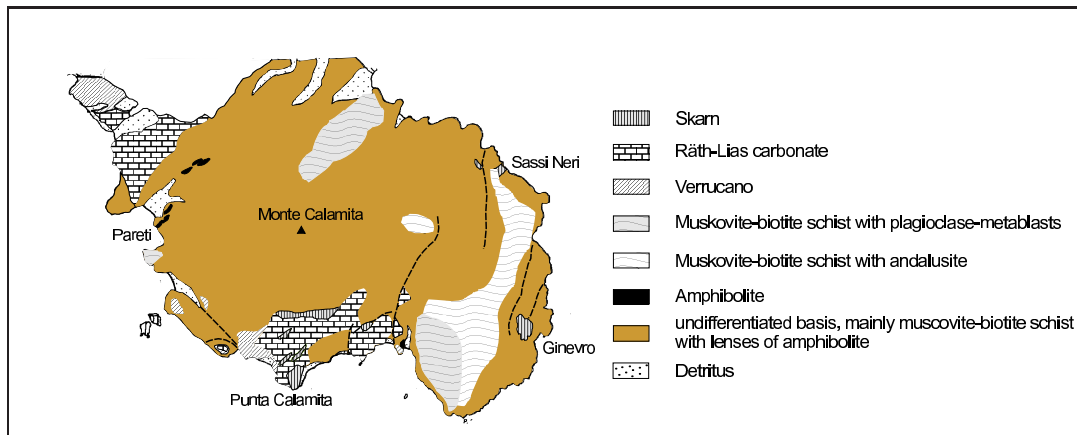 Skarn
Räth-Lias carbonate
Verrucano
Muskovite-biotite schist with plagioclase-metablasts
Muskovite-biotite schist with andalusite
Amphibolite
undifferentiated basis, mainly muscovite-biotite schist
with lenses of amphibolite
Detritus
Sassi Neri
Monte Calamita
Pareti
Ginevro
Punta Calamita